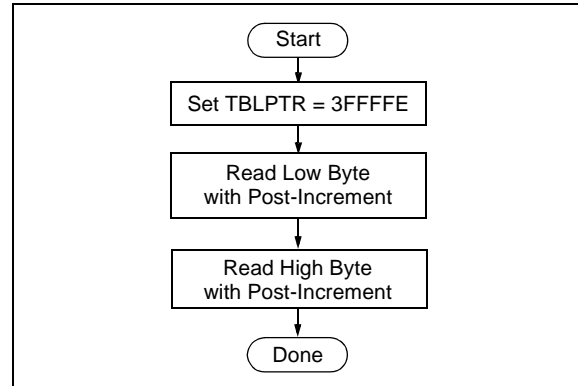 Start
Set TBLPTR = 3FFFFE
Read Low Byte
with Post-Increment
Read High Byte
with Post-Increment
Done